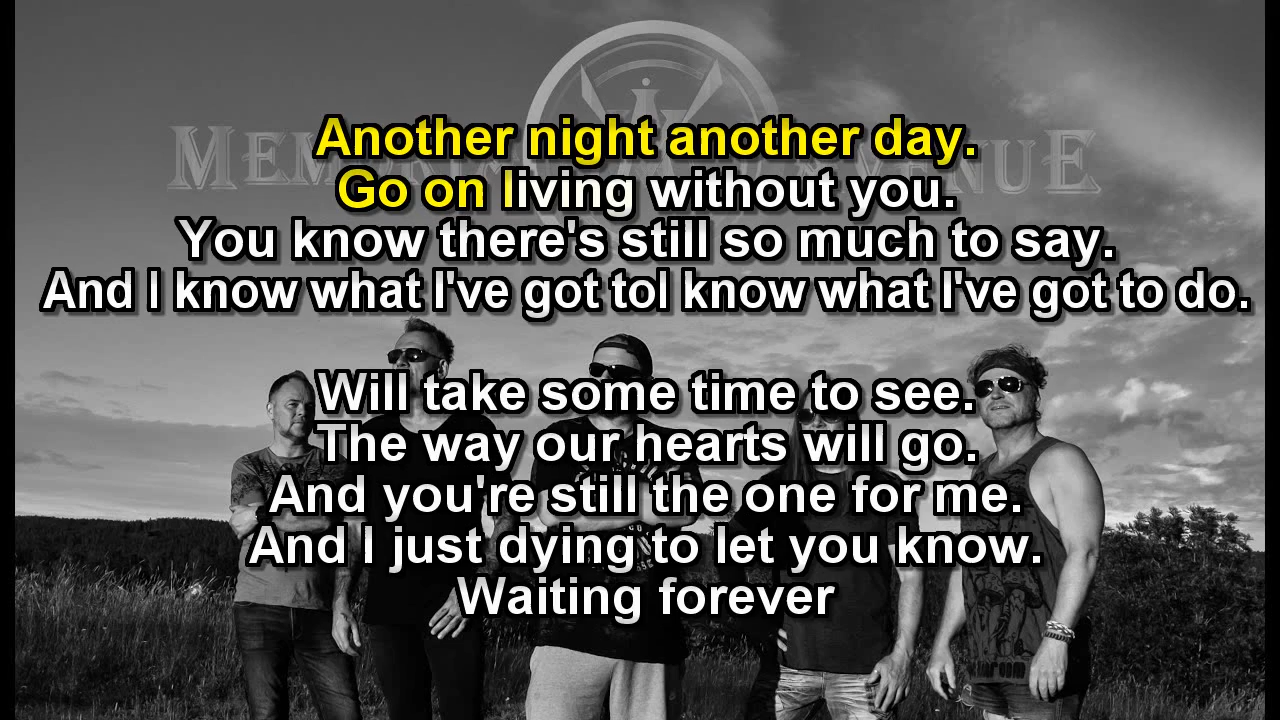 Another night another day.
Go on living without you.
You know there's still so much to say.
And I know what I've got toI know what I've got to do.
Will take some time to see.
The way our hearts will go.
And you're still the one for me.
And I just dying to let you know.
Waiting forever